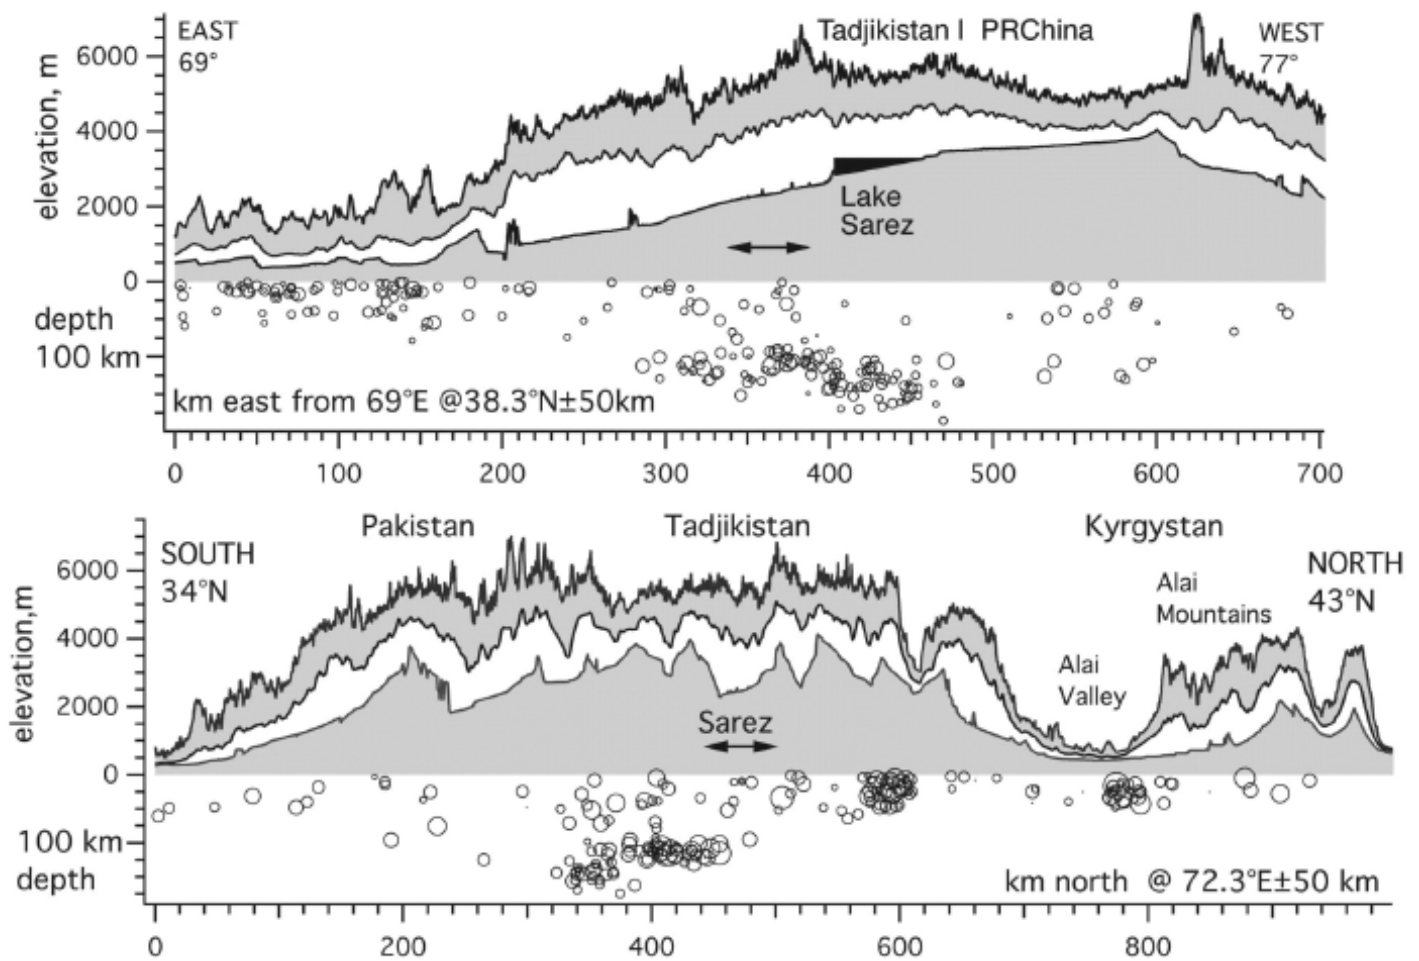 EAST
69°
Tadjikistan | PRChina
WEST
77°
elevation, m
6000
4000
2000
0
Lake
Sarez
depth
100 km
km east from 69°E @38.3°N±50km
0 100 200 300 400 500 600 700
Pakistan Tadjikistan Kyrgystan
SOUTH
34°N
NORTH
43°N
elevation,m
6000
4000
2000
0
Alai
Mountains
Alai
Valley
Sarez
100 km
depth
km north @ 72.3°E±50 km
0 200 400 600 800